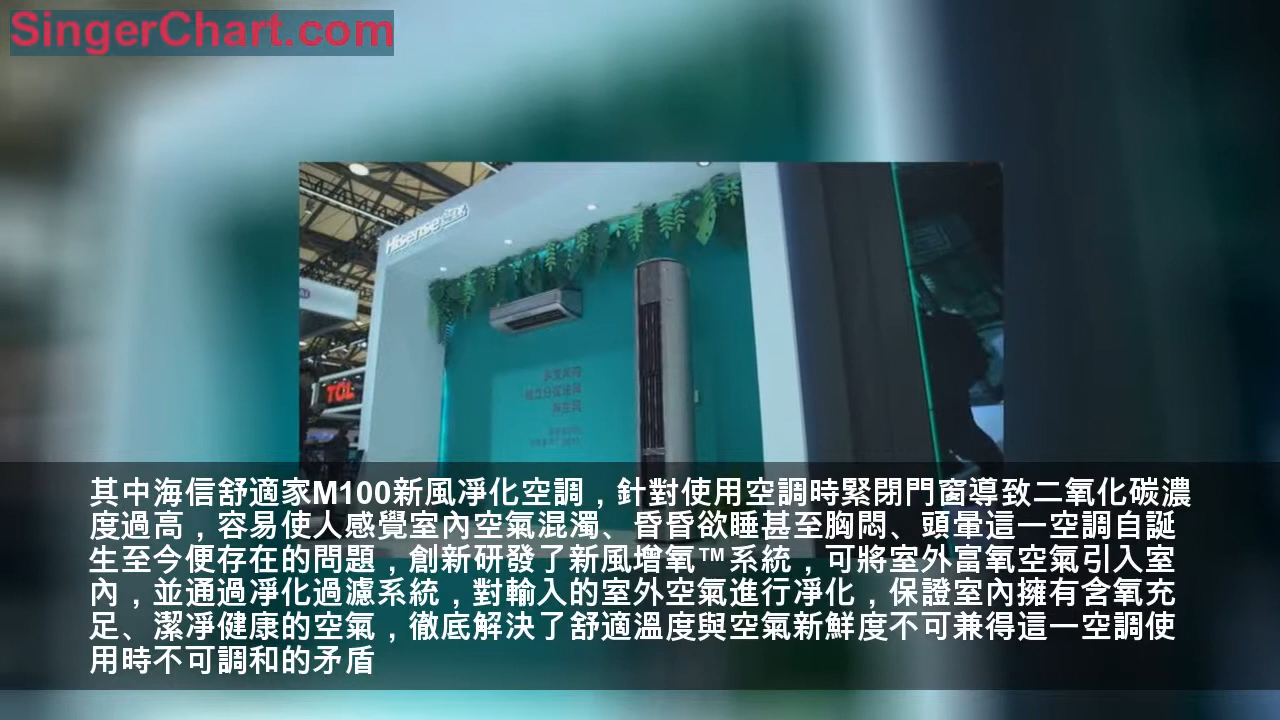 SingerChart.com
Hisense
TCL
其中海信舒適家M100新風凈化空調，針對使用空調時緊閉門窗導致二氧化碳濃
度過高，容易使人感覺室內空氣混濁、昏昏欲睡甚至胸悶、頭暈這一空調自誕
生至今便存在的問題，創新研發了新風增氧™系統，可將室外富氧空氣引入室
內，並通過凈化過濾系統，對輸入的室外空氣進行凈化，保證室內擁有含氧充
足、潔凈健康的空氣，徹底解決了舒適溫度與空氣新鮮度不可兼得這一空調使
用時不可調和的矛盾